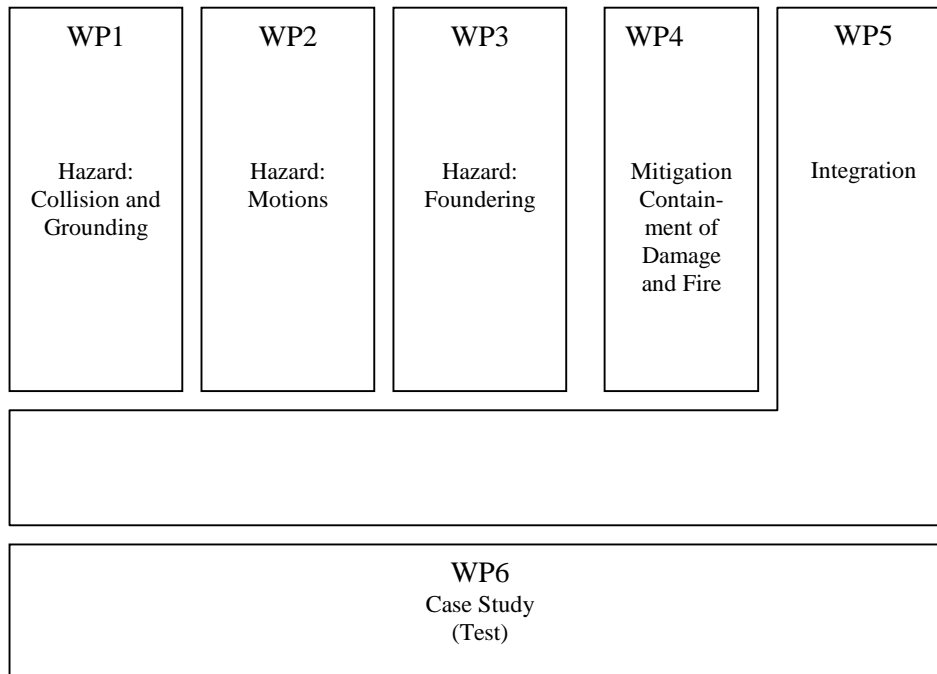 WP1
Hazard:
Collision and
Grounding
WP2
Hazard:
Motions
WP3
Hazard:
Foundering
WP4
Mitigation
Contain-
ment of
Damage
and Fire
WP5
Integration
WP6
Case Study
(Test)